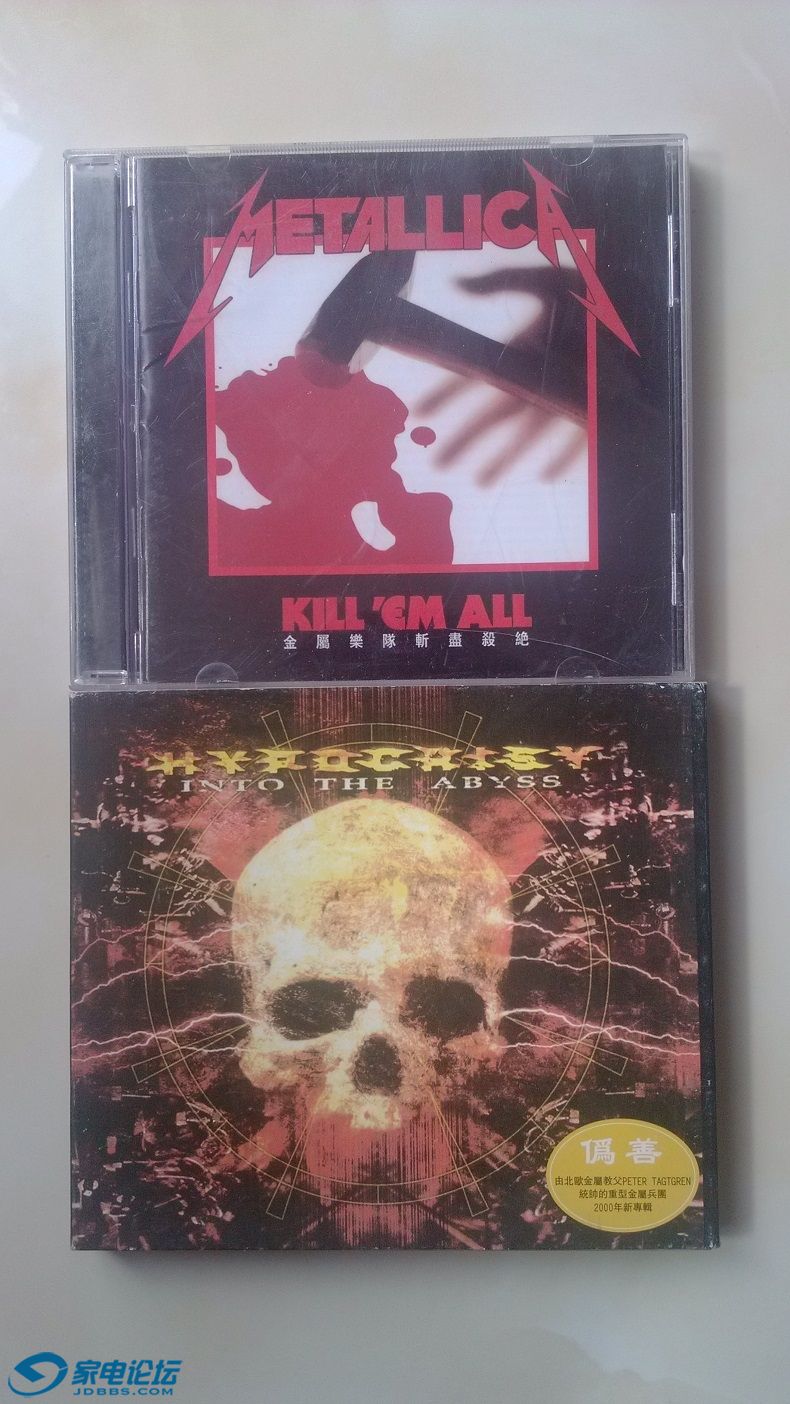 METALLICA
KILL 'EM ALL
金屬樂隊斬盡殺絕
HYPOCRISY
INTO THE ABYSS
偽善
由北歐金屬教父PETER TAGTGREN
統帥的重型金屬兵團
2000年新專輯
家电论坛
JDBBS.COM